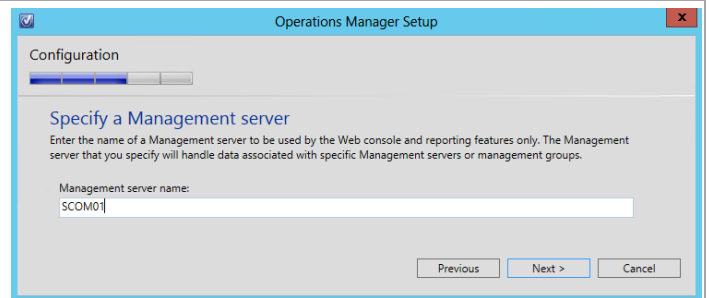 Operations Manager Setup
x
Configuration
Specify a Management server
Enter the name of a Management server to be used by the Web console and reporting features only. The Management
server that you specify will handle data associated with specific Management servers or management groups.
Management server name:
SCOM01
Previous Next > Cancel